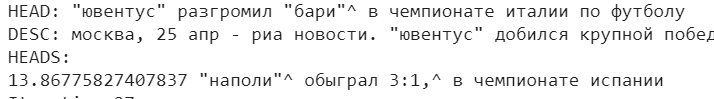 HEAD: "ювентус" разгромил "бари"^ в чемпионате италии по футболу
DESC: москва, 25 апр - риа новости. "ювентус" добился крупной побед
HEADS:
13.86775827407837 "наполи"^ обыграл 3:1,^ в чемпионате испании